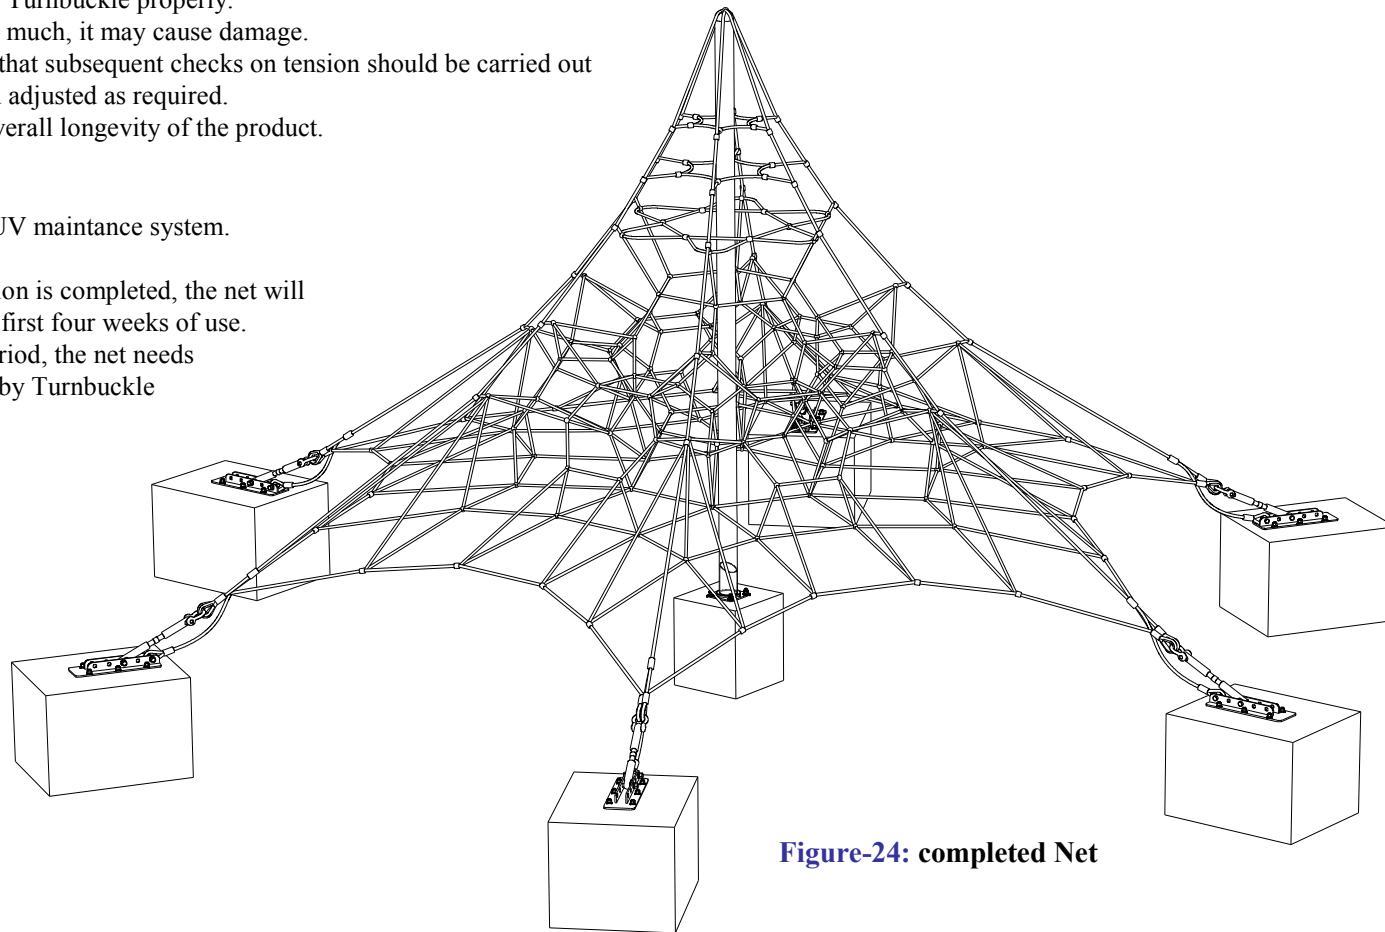 Turnbuckle properly.
much, it may cause damage.
that subsequent checks on tension should be carried out
adjusted as required.
verall longevity of the product.
UV maintance system.
ion is completed, the net will
first four weeks of use.
riod, the net needs
by Turnbuckle
Figure-24: completed Net